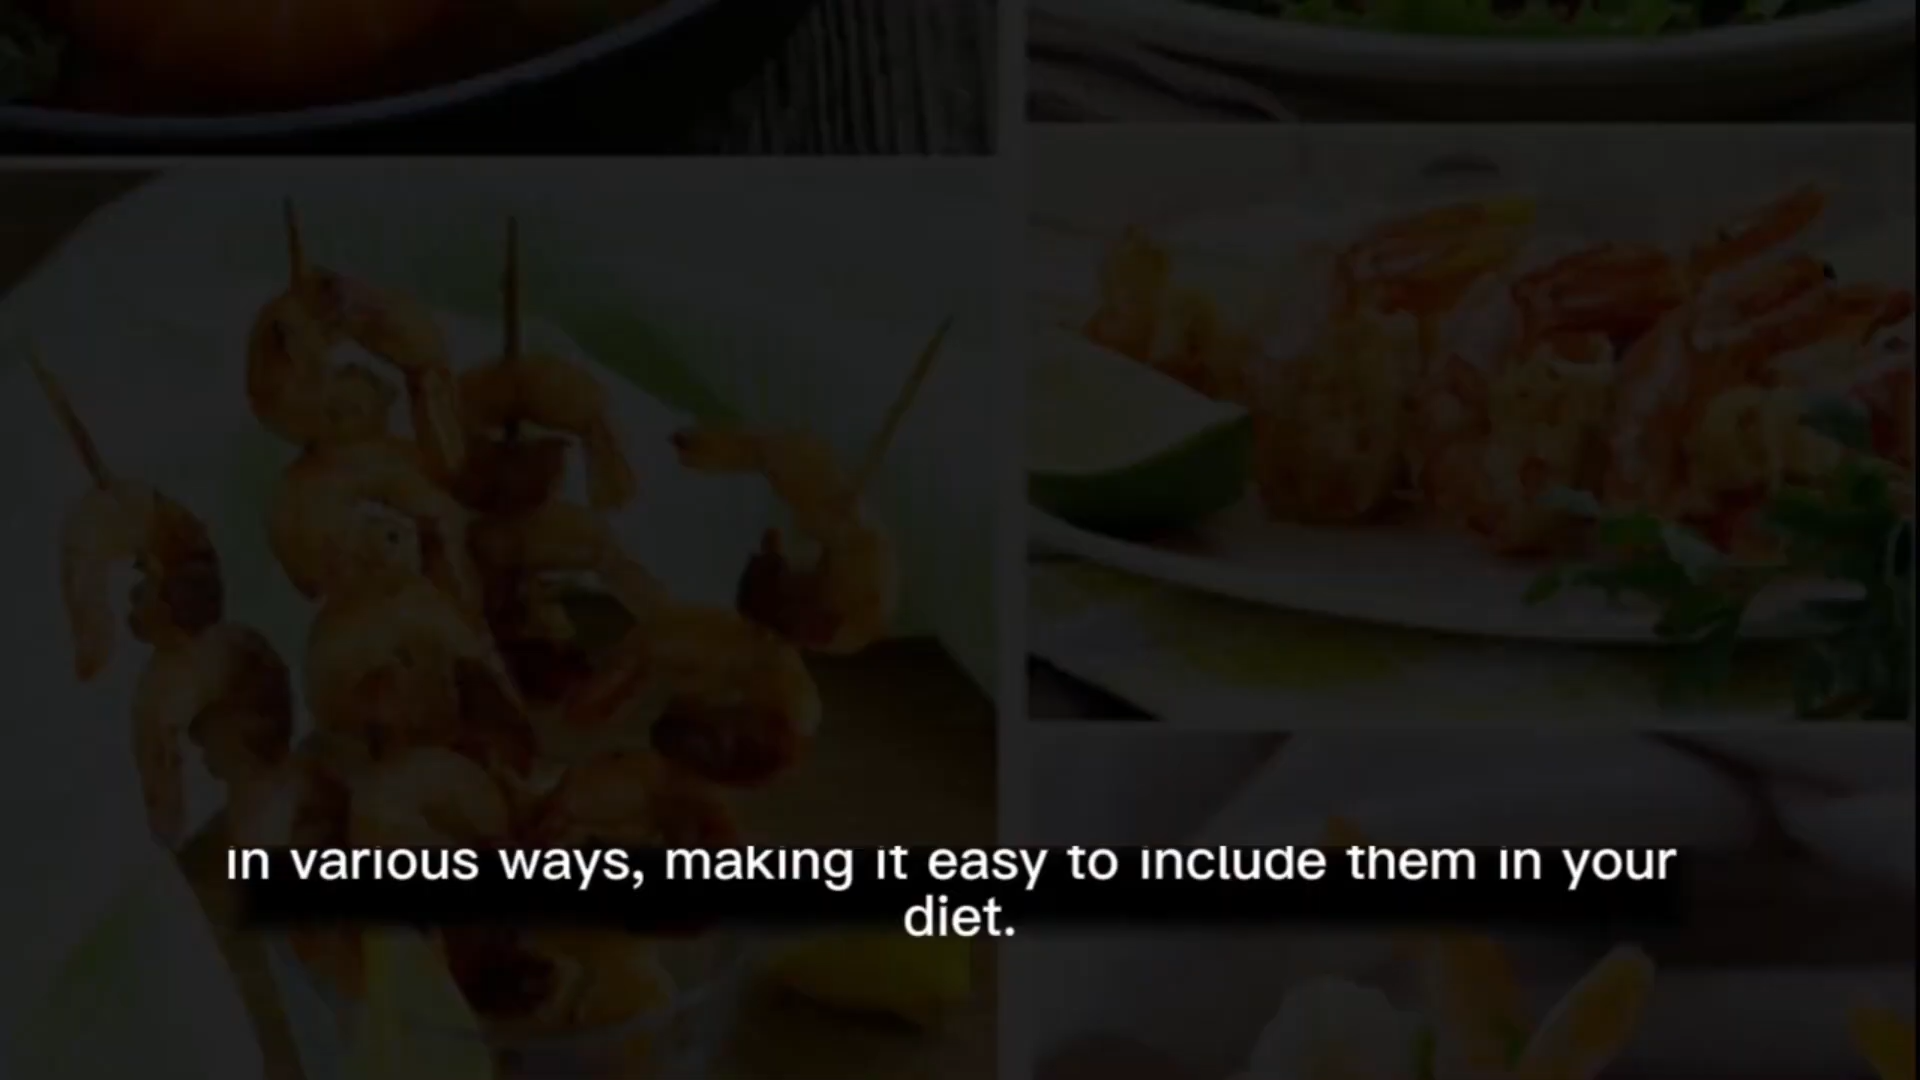 in various ways, making it easy to include them in your
diet.